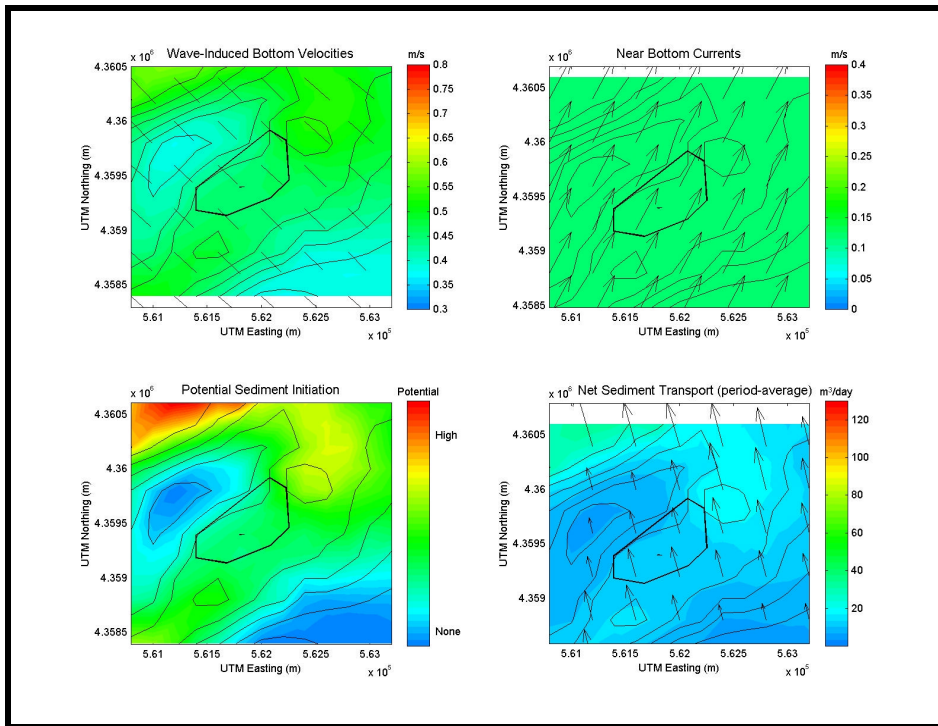 Wave-Induced Bottom Velocities
m/s
x 10⁶
4.3605
4.36
4.3595
4.359
4.3585
UTM Northing (m)
5.61 5.615 5.62 5.625 5.63
UTM Easting (m)
x 10⁵
0.8
0.75
0.7
0.65
0.6
0.55
0.5
0.45
0.4
0.35
0.3
Near Bottom Currents
m/s
x 10⁶
4.3605
4.36
4.3595
4.359
4.3585
UTM Northing (m)
5.61 5.615 5.62 5.625 5.63
UTM Easting (m)
x 10⁵
0.4
0.35
0.3
0.25
0.2
0.15
0.1
0.05
0
Potential Sediment Initiation
Potential
x 10⁶
4.3605
4.36
4.3595
4.359
4.3585
UTM Northing (m)
5.61 5.615 5.62 5.625 5.63
UTM Easting (m)
x 10⁵
High
None
Net Sediment Transport (period-average)
m³/day
x 10⁶
4.3605
4.36
4.3595
4.359
UTM Northing (m)
5.61 5.615 5.62 5.625 5.63
UTM Easting (m)
x 10⁵
120
100
80
60
40
20